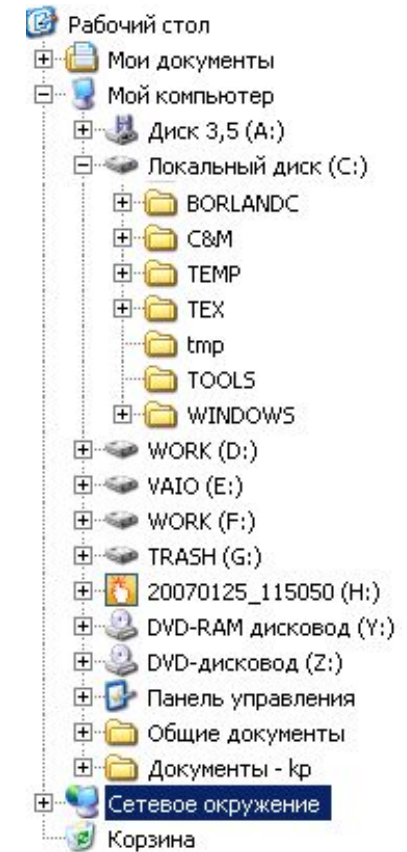 Рабочий стол
Мои документы
Мой компьютер
Диск 3,5 (A:)
Локальный диск (C:)
BORLANDC
C&M
TEMP
TEX
tmp
TOOLS
WINDOWS
WORK (D:)
VAIO (E:)
WORK (F:)
TRASH (G:)
20070125_115050 (H:)
DVD-RAM дисковод (Y:)
DVD-дисковод (Z:)
Панель управления
Общие документы
Документы - kp
Сетевое окружение
Корзина